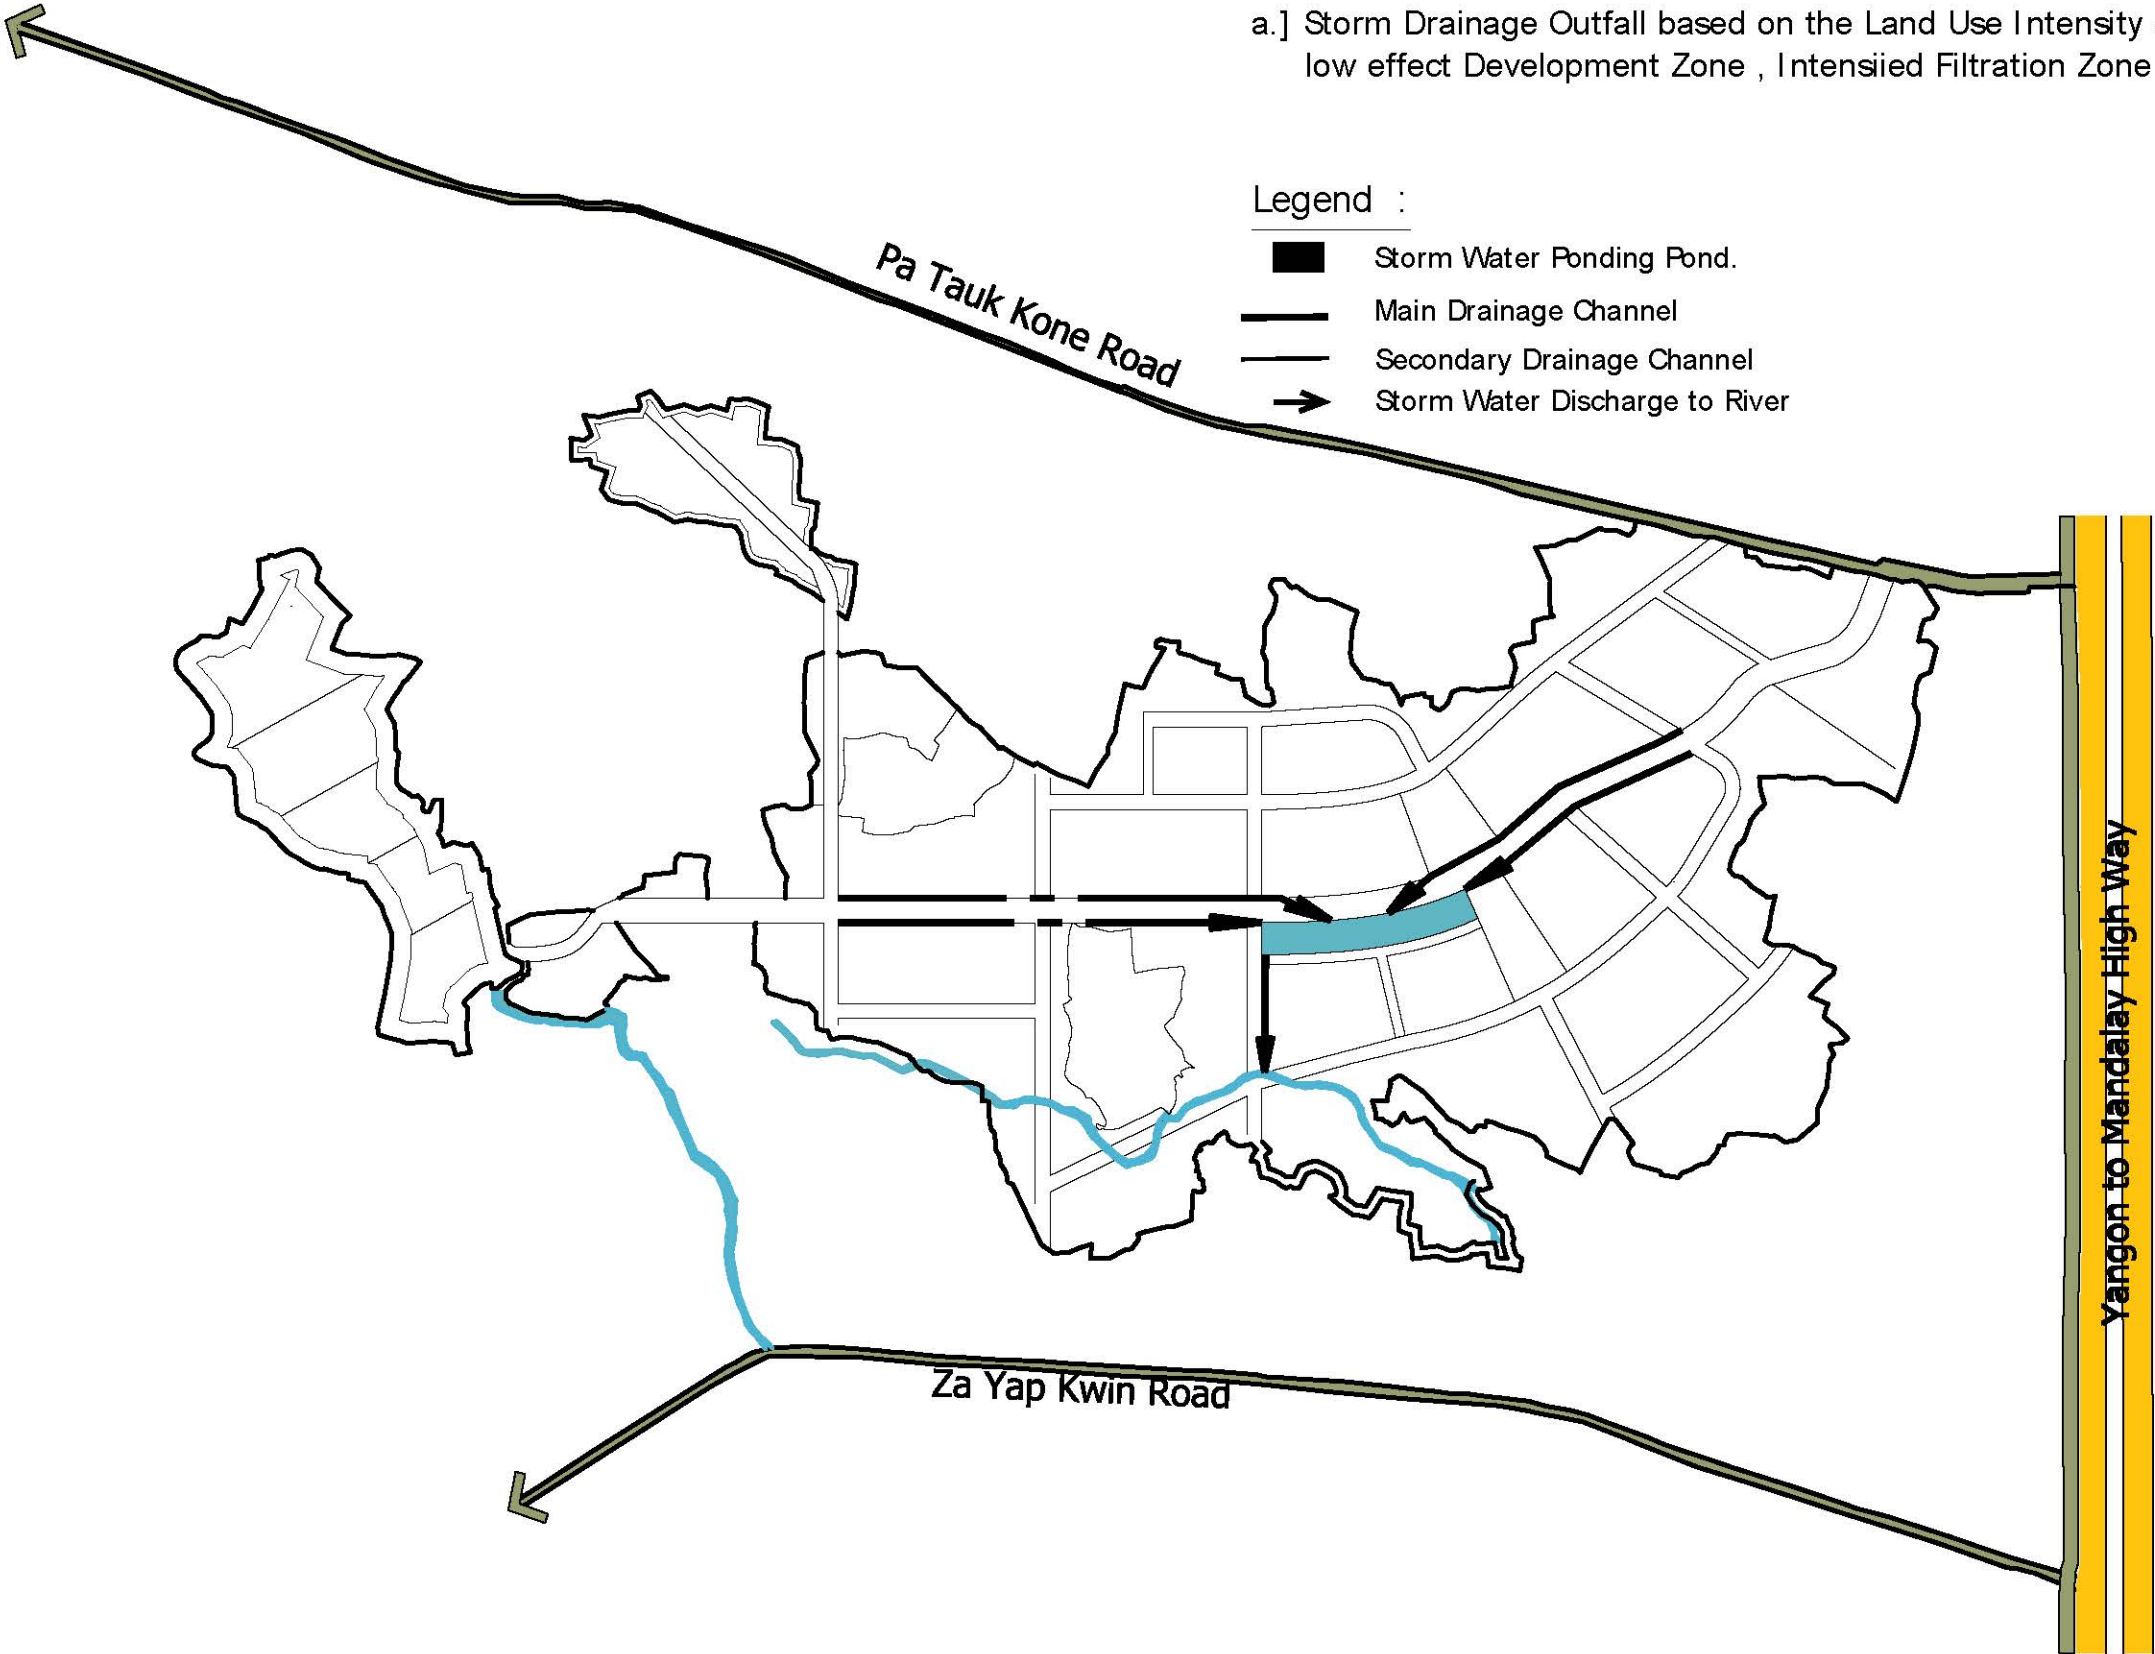 a.] Storm Drainage Outfall based on the Land Use Intensity
low effect Development Zone , Intensiied Filtration Zone
Legend :
Storm Water Ponding Pond.
Main Drainage Channel
Secondary Drainage Channel
Storm Water Discharge to River
Pa Tauk Kone Road
Yangon to Mandalay High Way
Za Yap Kwin Road